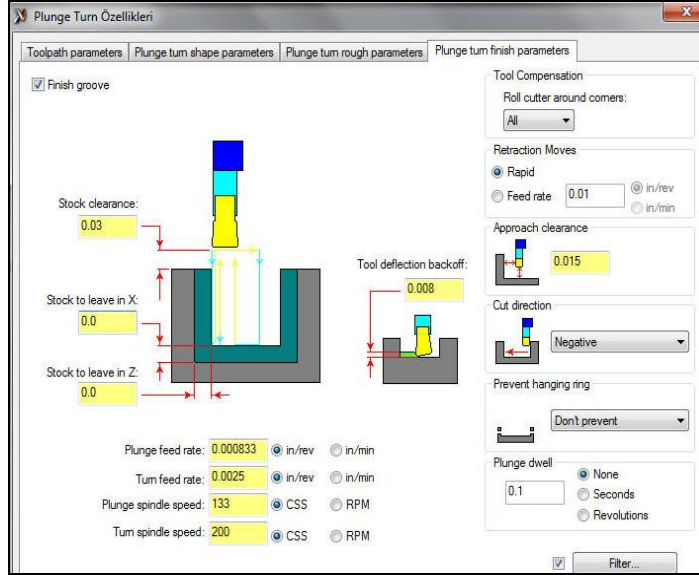 Plunge Turn Özellikleri
Toolpath parameters
Plunge turn shape parameters
Plunge turn rough parameters
Plunge turn finish parameters
Finish groove
Stock clearance:
0.03
Stock to leave in X:
0.0
Stock to leave in Z:
0.0
Tool deflection backoff:
0.008
Plunge feed rate: 0.000833 in/rev in/min
Turn feed rate: 0.0025 in/rev in/min
Plunge spindle speed: 133 CSS RPM
Turn spindle speed: 200 CSS RPM
Tool Compensation
Roll cutter around corners:
All
Retraction Moves
Rapid
Feed rate 0.01 in/rev
in/min
Approach clearance
0.015
Cut direction
Negative
Prevent hanging ring
Don't prevent
Plunge dwell
None
0.1 Seconds
Revolutions
Filter...